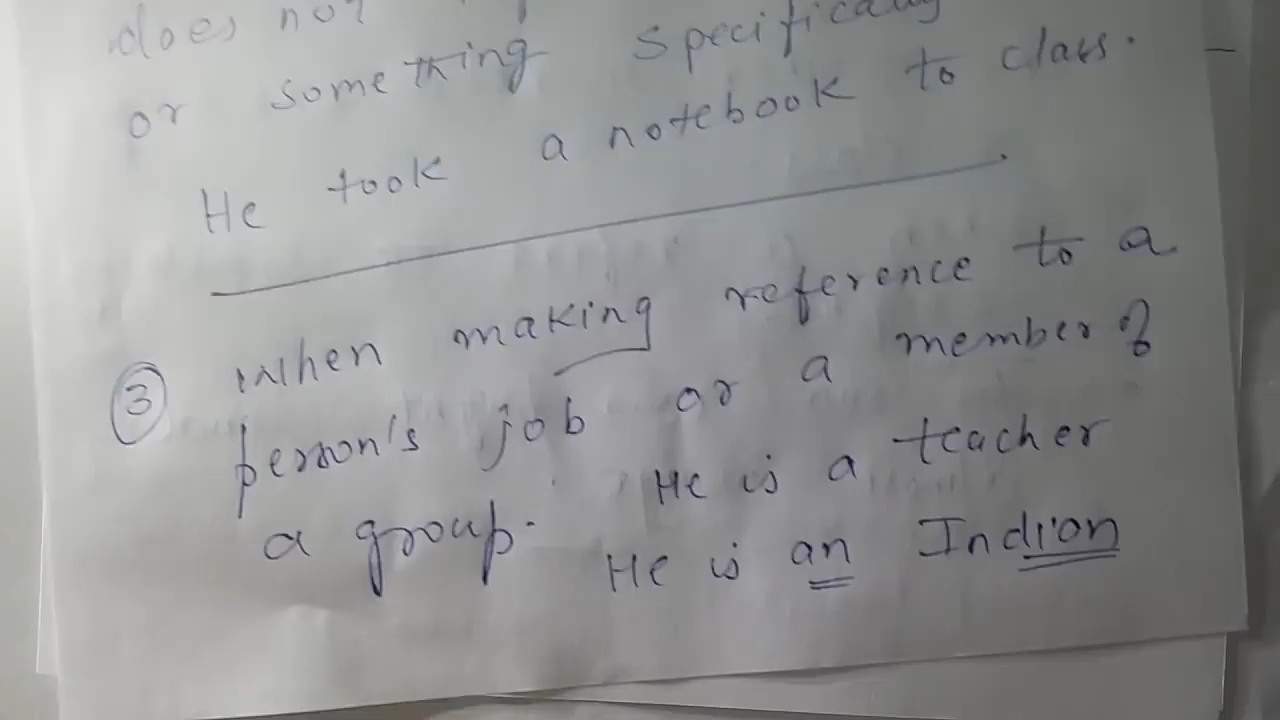 does not
or something specifically
He took a notebook to class.
③ When making reference to a
person's job or a member of
a group. He is a teacher
He is an Indian